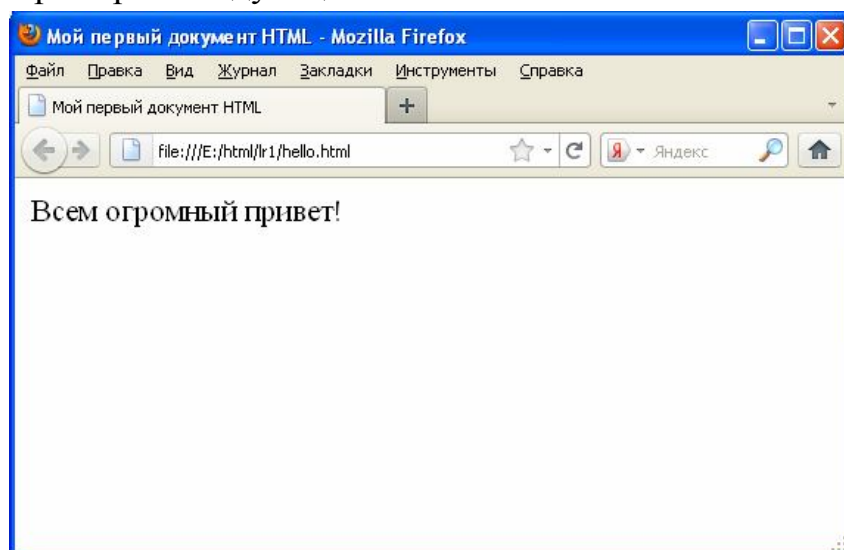 Мой первый документ HTML - Mozilla Firefox
Файл Правка Вид Журнал Закладки Инструменты Справка
Мой первый документ HTML
file:///E:/html/lr1/hello.html Я Яндекс
Всем огромный привет!